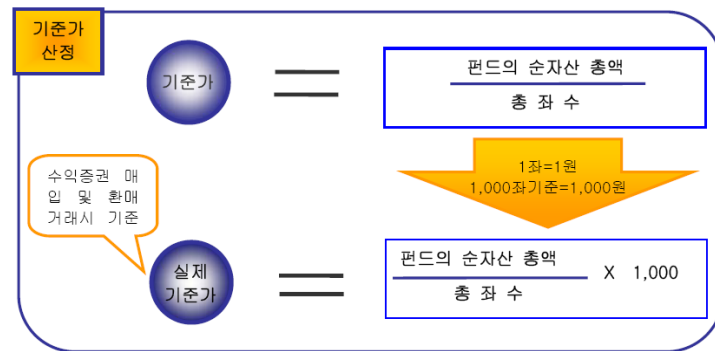 기준가
산정
기준가
펀드의 순자산 총액
총 좌 수
1좌=1원
1,000좌기준=1,000원
수익증권 매
입 및 환매
거래시 기준
실제
기준가
펀드의 순자산 총액
총 좌 수
X 1,000